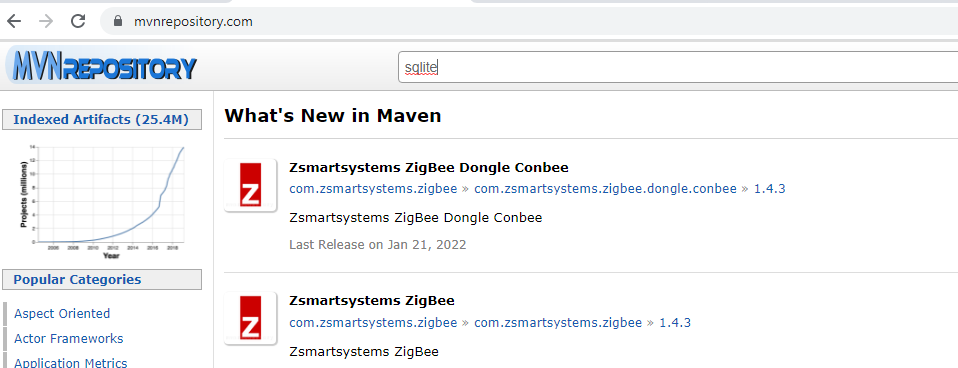 mvnrepository.com
MVNREPOSITORY
sqlite
Indexed Artifacts (25.4M)
Projects (millions)
14
12
10
8
6
4
2
0
2006 2008 2010 2012 2014 2016 2018
Year
Popular Categories
Aspect Oriented
Actor Frameworks
Application Metrics
What's New in Maven
Z
Zsmartsystems ZigBee Dongle Conbee
com.zsmartsystems.zigbee » com.zsmartsystems.zigbee.dongle.conbee » 1.4.3
Zsmartsystems ZigBee Dongle Conbee
Last Release on Jan 21, 2022
Z
Zsmartsystems ZigBee
com.zsmartsystems.zigbee » com.zsmartsystems.zigbee » 1.4.3
Zsmartsystems ZigBee